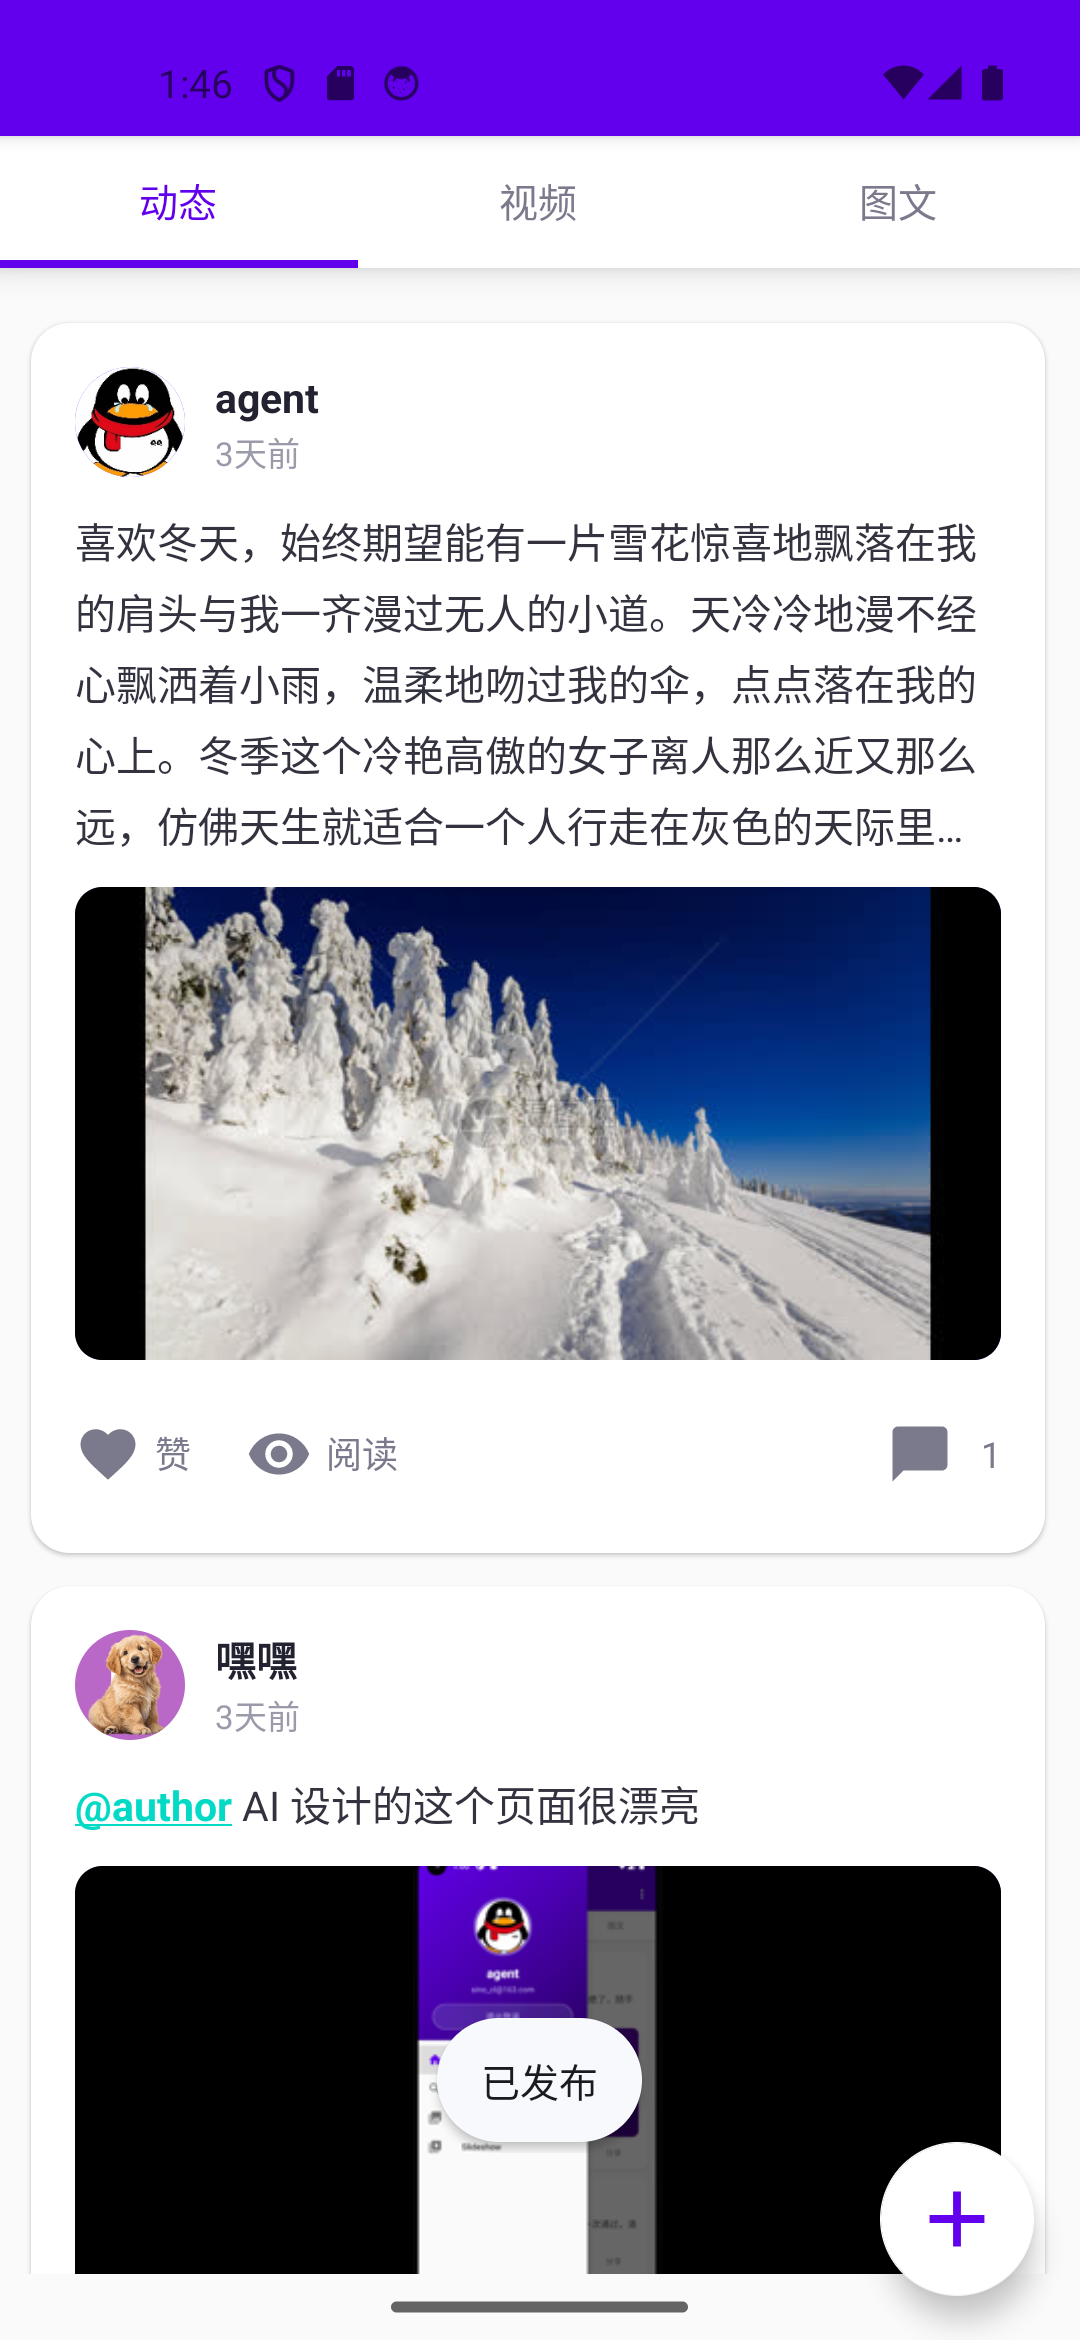 1:46
动态
视频
图文
agent
3天前
喜欢冬天，始终期望能有一片雪花惊喜地飘落在我
的肩头与我一齐漫过无人的小道。天冷冷地漫不经
心飘洒着小雨，温柔地吻过我的伞，点点落在我的
心上。冬季这个冷艳高傲的女子离人那么近又那么
远，仿佛天生就适合一个人行走在灰色的天际里...
赞
阅读
1
嘿嘿
3天前
@author AI 设计的这个页面很漂亮
agent
已发布
Slideshow